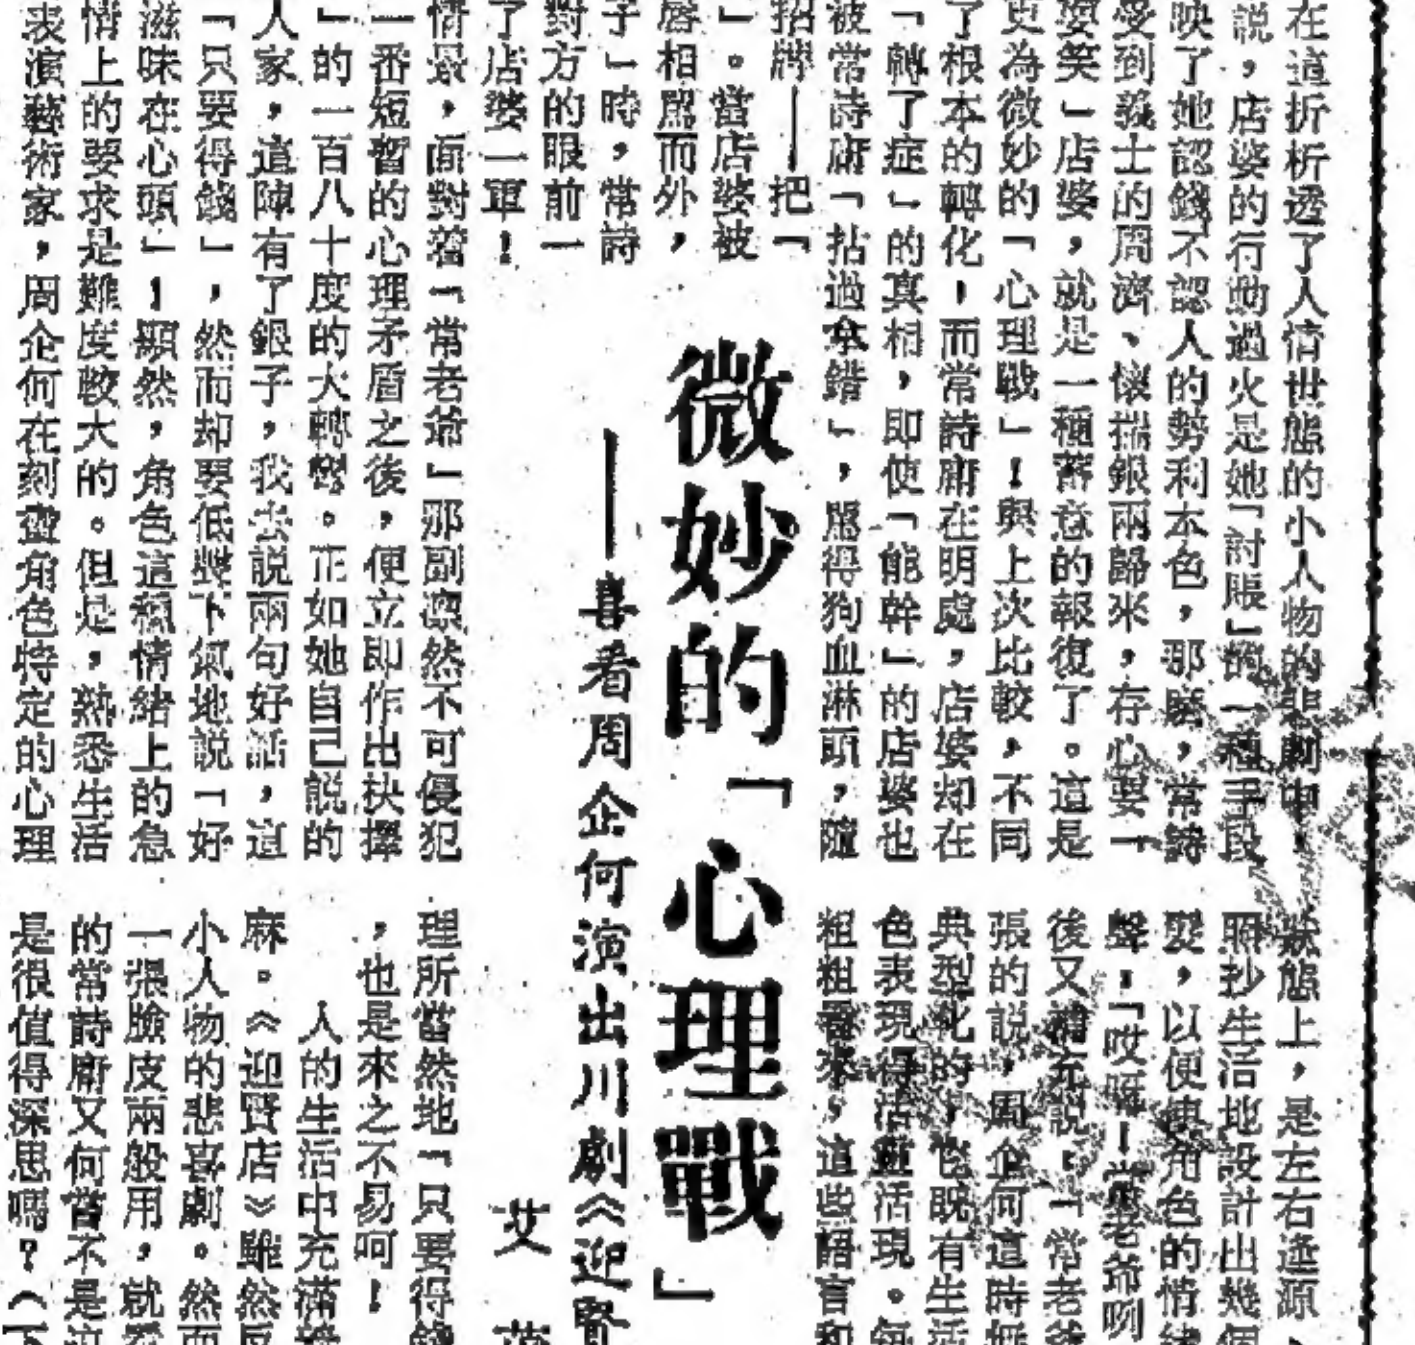 微妙的「心理戰」
——喜看周企何演出川劇《迎賢
艾
在這折析透了人情世態的小人物的悲劇中，
説，店婆的行動過火是她「討賬」的一種手段
映了她認錢不認人的勢利本色，那麽，常詩
受到義士的周濟、懷揣銀兩歸來，存心要一
耍笑」店婆，就是一種蓄意的報復了。這是
更為微妙的「心理戰」！與上次比較，不同
了根本的轉化！而常詩庸在明處，店婆却在
「轉了症」的真相，即使「能幹」的店婆也
被常詩庸「拈過拿錯」，罵得狗血淋頭，隨
招牌——把「
」。當店婆被
唇相罵而外，
子」時，常詩
對方的眼前一
了店婆一軍！
情景，面對着「常老爺」那副凛然不可侵犯
一番短暫的心理矛盾之後，便立即作出抉擇
」的一百八十度的大轉彎。正如她自己説的
人家，這陣有了銀子，我去説兩句好話，這
「只要得錢」，然而却要低聲下氣地説「好
滋味在心頭」！顯然，角色這種情緒上的急
情上的要求是難度較大的。但是，熟悉生活
表演藝術家，周企何在刻畫角色特定的心理
狀態上，是左右逢源，
照抄生活地設計出幾個
髮，以便使角色的情緒
聲：「哎呀！常老爺咧
後又補充説：「常老爺
張的説，周企何這時
典型化的，它既有生活
色表現得活靈活現。每
粗粗看來，這些語言和
理所當然地「只要得錢
，也是來之不易呵！
人的生活中充滿
麻。《迎賢店》雖然
小人物的悲喜劇。然而
一張臉皮兩般用，就
的常詩庸又何嘗不是
是很值得深思嗎？（下